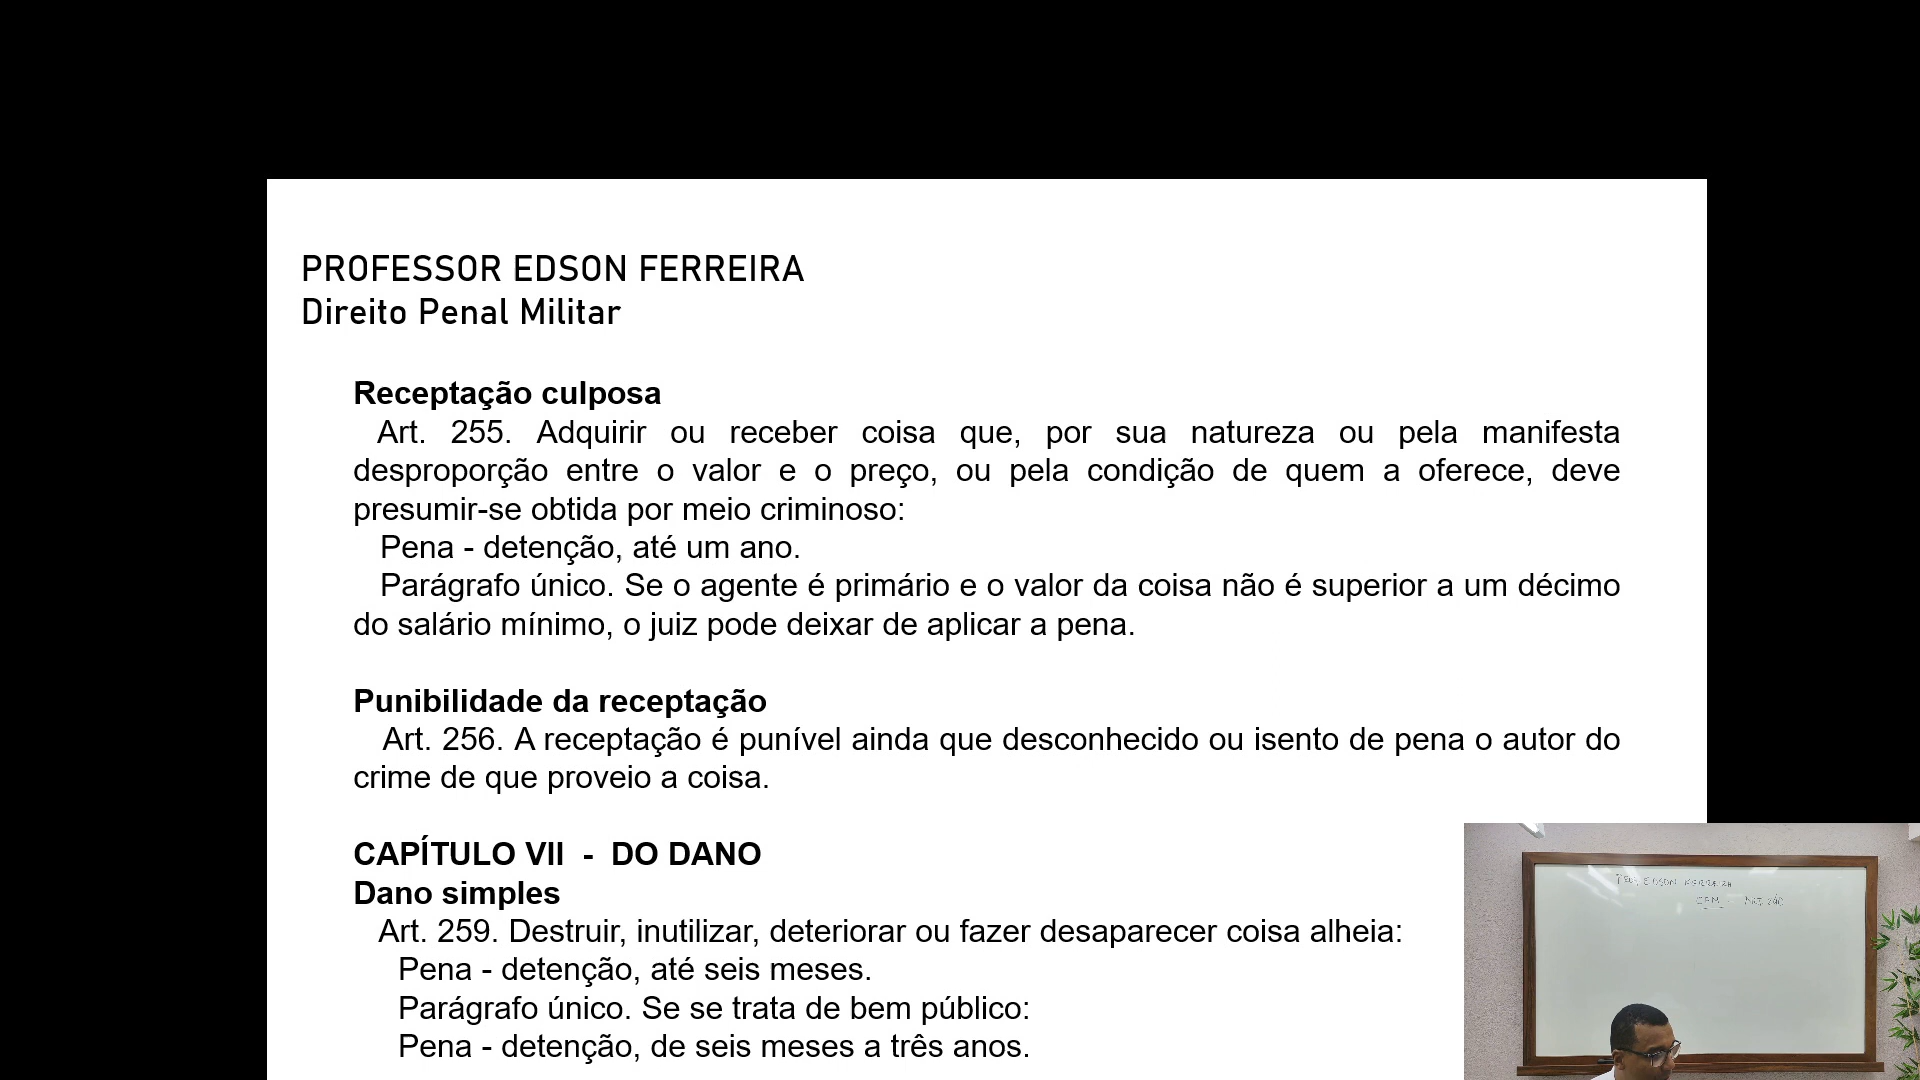 PROFESSOR EDSON FERREIRA
Direito Penal Militar
Receptação culposa
Art. 255. Adquirir ou receber coisa que, por sua natureza ou pela manifesta
desproporção entre o valor e o preço, ou pela condição de quem a oferece, deve
presumir-se obtida por meio criminoso:
Pena - detenção, até um ano.
Parágrafo único. Se o agente é primário e o valor da coisa não é superior a um décimo
do salário mínimo, o juiz pode deixar de aplicar a pena.
Punibilidade da receptação
Art. 256. A receptação é punível ainda que desconhecido ou isento de pena o autor do
crime de que proveio a coisa.
CAPÍTULO VII - DO DANO
Dano simples
Art. 259. Destruir, inutilizar, deteriorar ou fazer desaparecer coisa alheia:
Pena - detenção, até seis meses.
Parágrafo único. Se se trata de bem público:
Pena - detenção, de seis meses a três anos.
EDSON FERREIRA